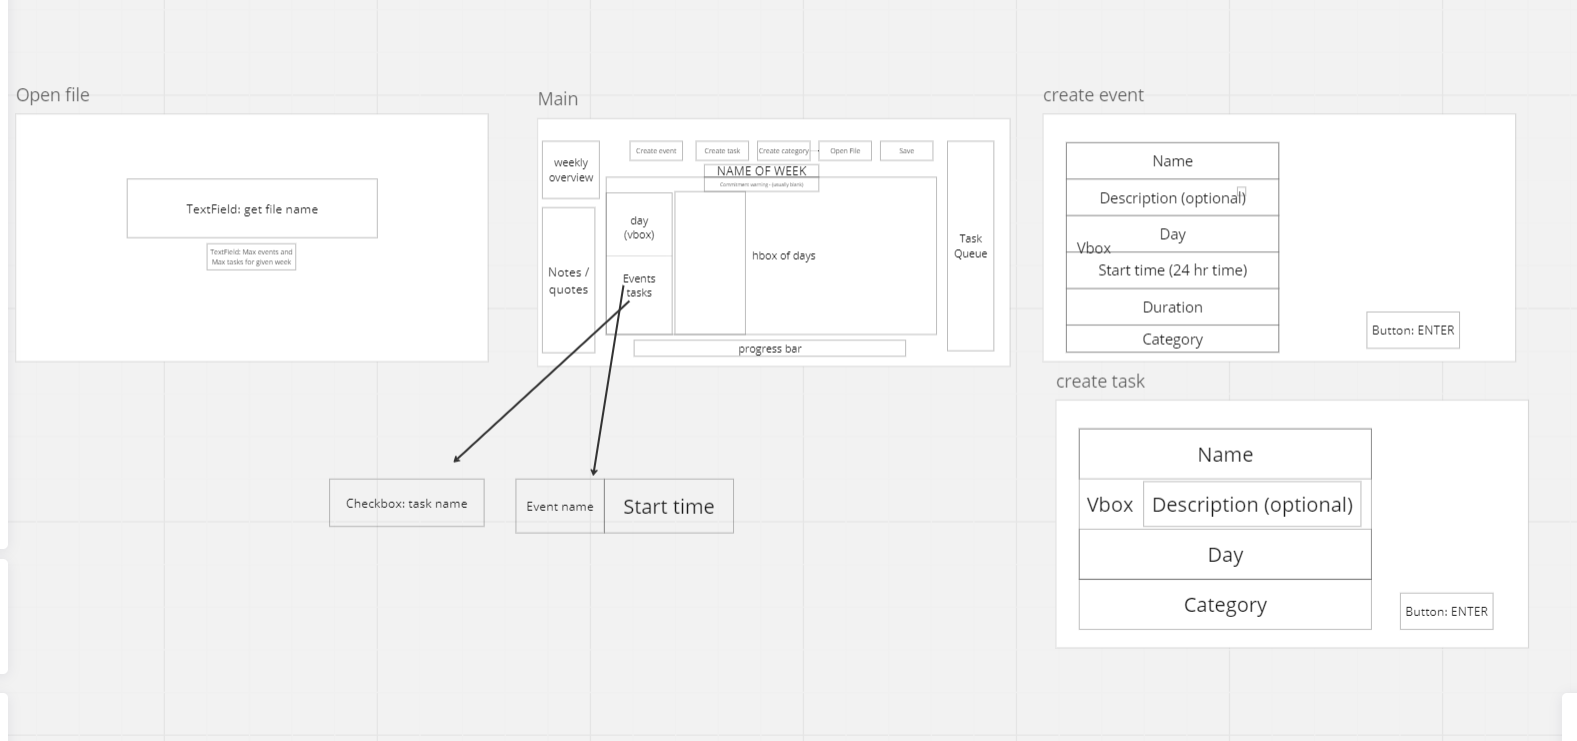 Open file
TextField: get file name
TextField: Max events and
Max tasks for given week
Main
weekly
overview
Create event
Create task
Create category
Open File
Save
NAME OF WEEK
Commitment warning - (usually blank)
day
(vbox)
Events
tasks
hbox of days
Notes /
quotes
Task
Queue
progress bar
Checkbox: task name
Event name
Start time
create event
Name
Description (optional)
Day
Vbox
Start time (24 hr time)
Duration
Category
Button: ENTER
create task
Name
Vbox
Description (optional)
Day
Category
Button: ENTER